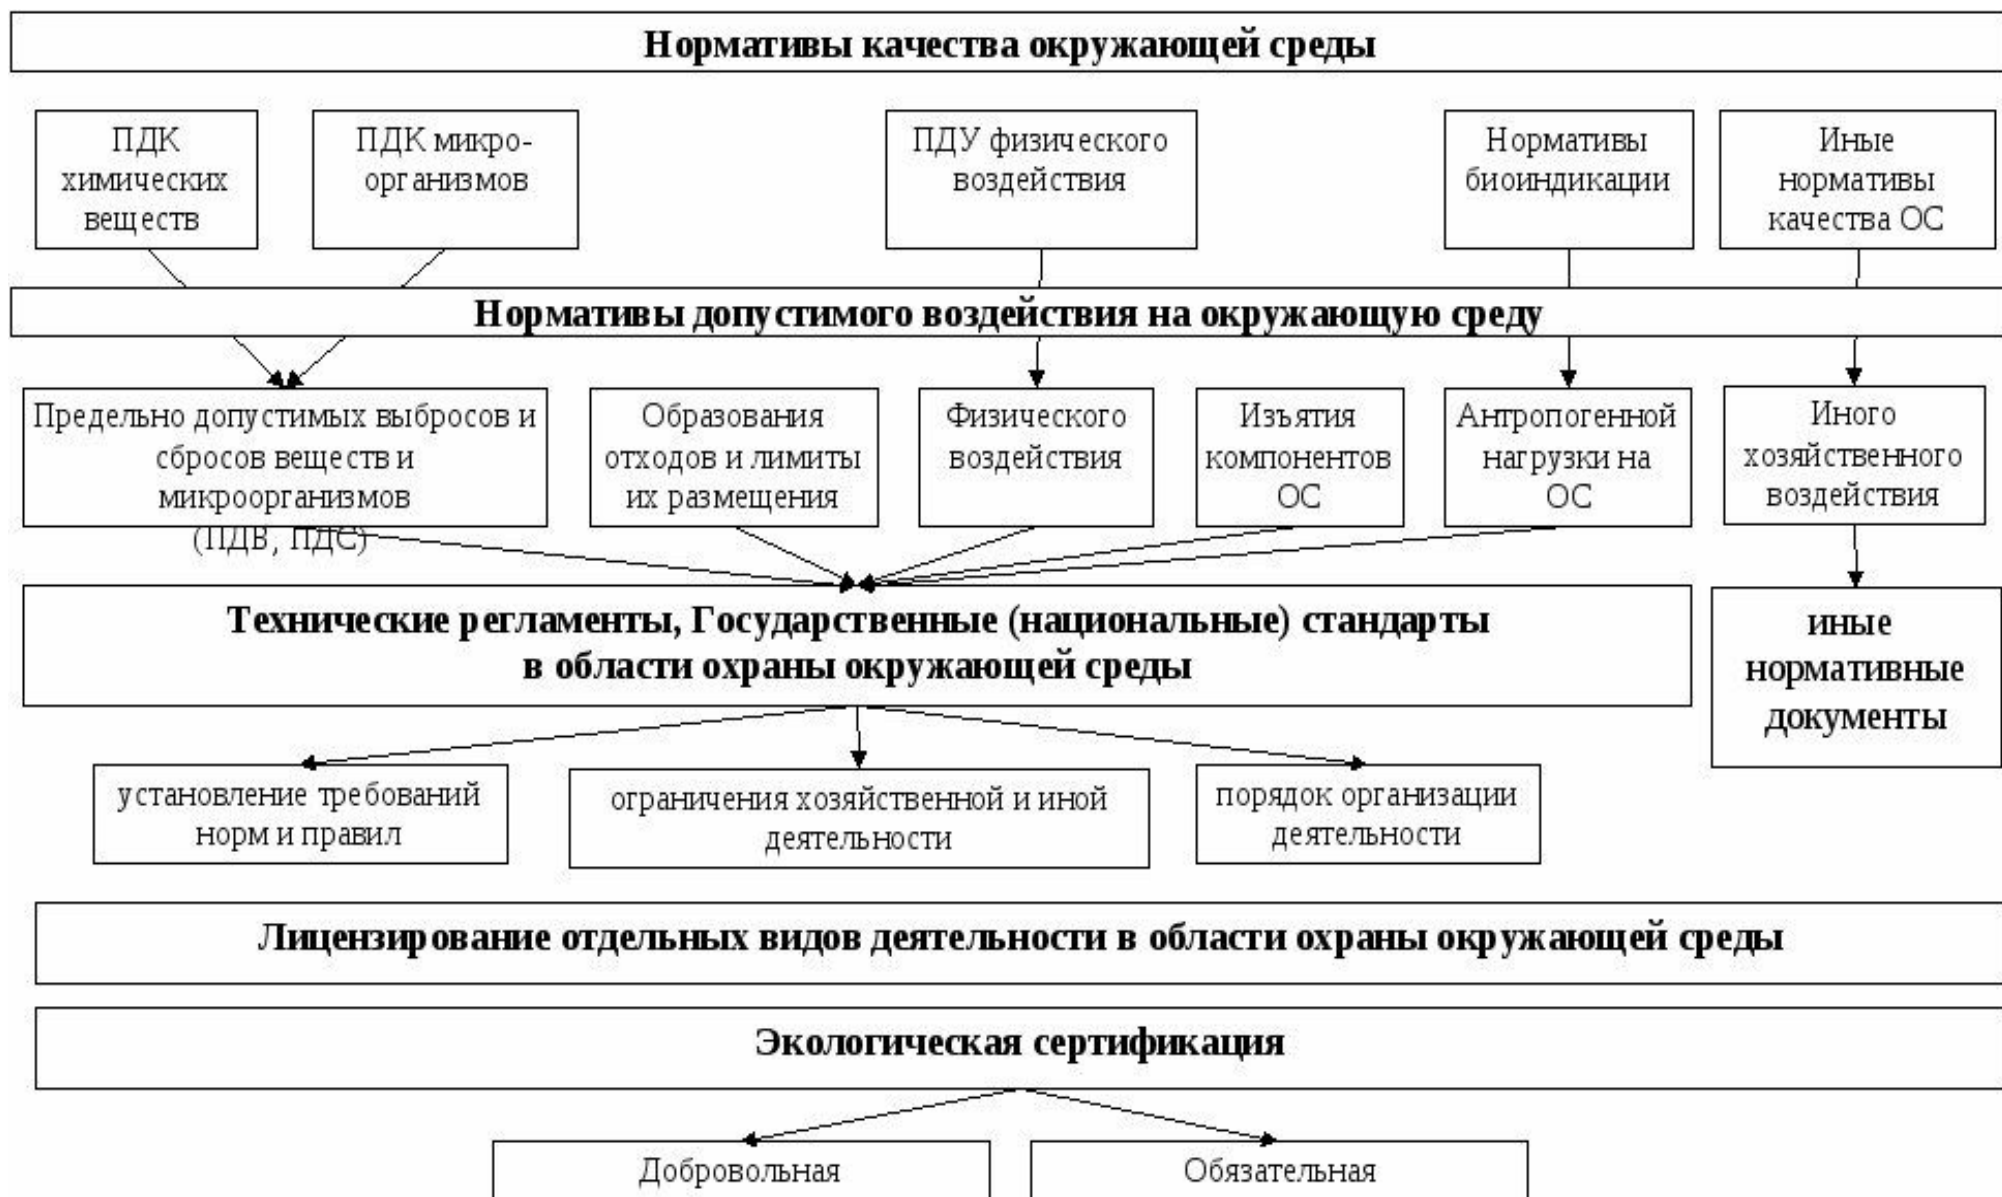 Нормативы качества окружающей среды
ПДК
химических
веществ
ПДК микро-
организмов
ПДУ физического
воздействия
Нормативы
биоиндикации
Иные
нормативы
качества ОС
Нормативы допустимого воздействия на окружающую среду
Предельно допустимых выбросов и
сбросов веществ и
микроорганизмов
(ПДВ, ПДС)
Образования
отходов и лимиты
их размещения
Физического
воздействия
Изъятия
компонентов
ОС
Антропогенной
нагрузки на
ОС
Иного
хозяйственного
воздействия
Технические регламенты, Государственные (национальные) стандарты
в области охраны окружающей среды
иные
нормативные
документы
установление требований
норм и правил
ограничения хозяйственной и иной
деятельности
порядок организации
деятельности
Лицензирование отдельных видов деятельности в области охраны окружающей среды
Экологическая сертификация
Добровольная
Обязательная